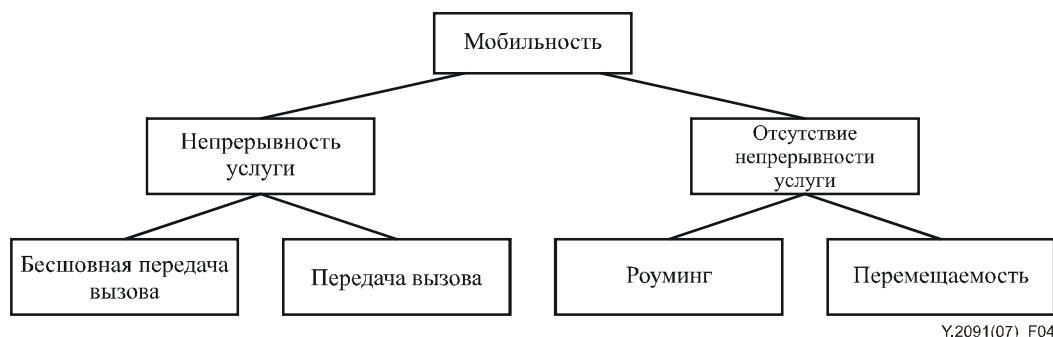 Мобильность
Непрерывность
услуги
Отсутствие
непрерывности
услуги
Бесшовная передача
вызова
Передача вызова
Роуминг
Перемещаемость
Y.2091(07)_F04